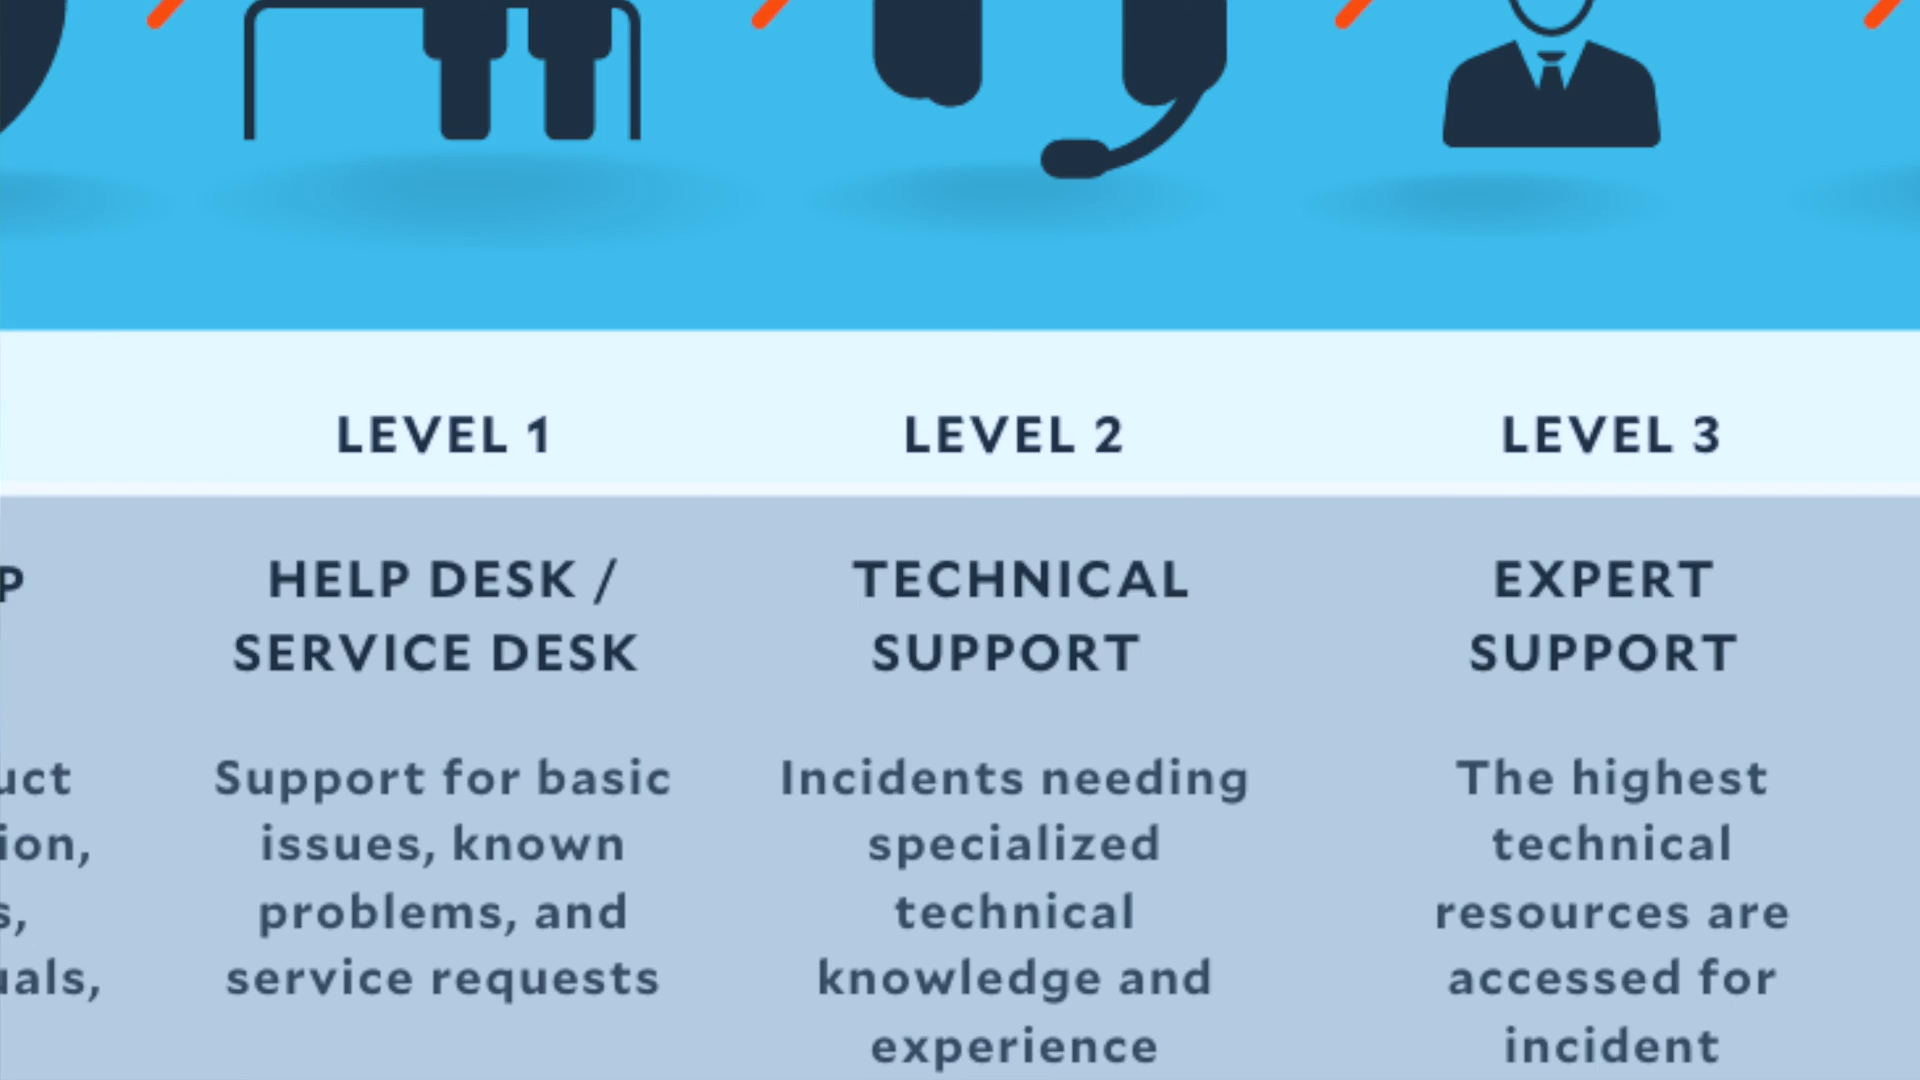 LEVEL 1
LEVEL 2
LEVEL 3
P
HELP DESK /
SERVICE DESK
TECHNICAL
SUPPORT
EXPERT
SUPPORT
Support for basic
issues, known
problems, and
service requests
Incidents needing
specialized
technical
knowledge and
experience
The highest
technical
resources are
accessed for
incident